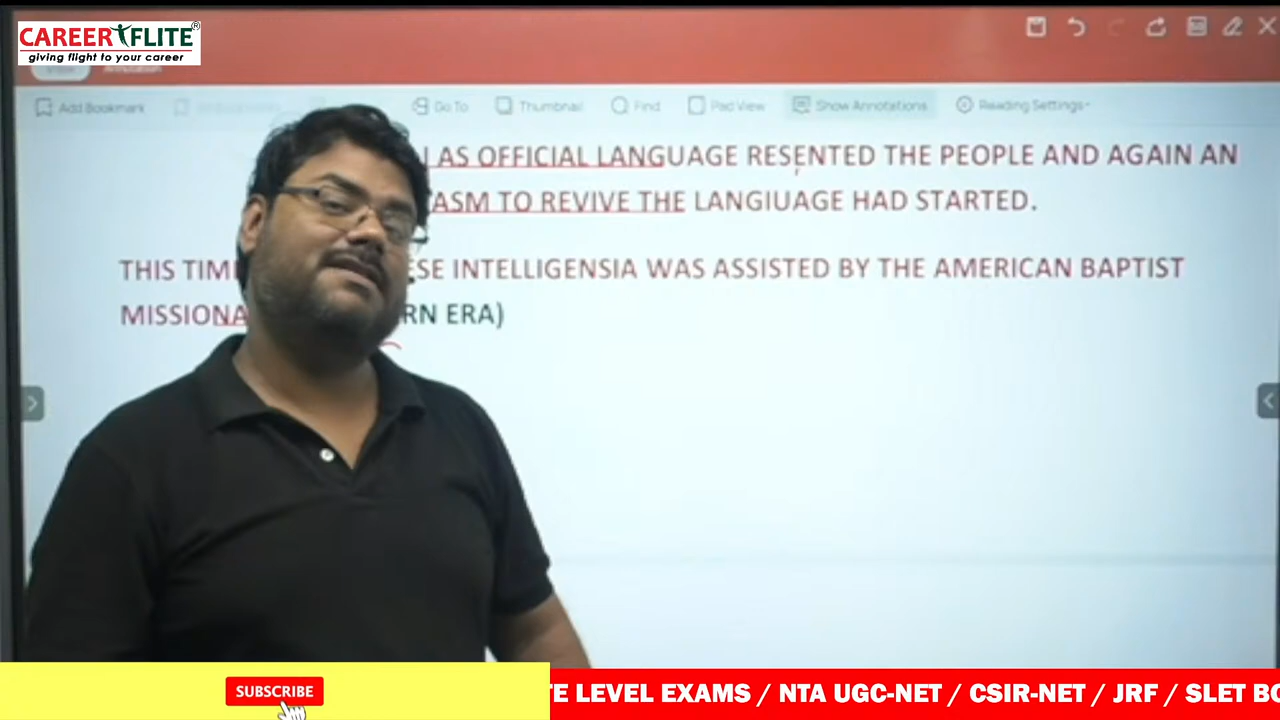 CAREER FLITE®
giving flight to your career
Add Bookmark
Go To
Thumbnail
Find
Pad View
Show Annotations
Reading Settings
AS OFFICIAL LANGUAGE RESENTED THE PEOPLE AND AGAIN AN
ASM TO REVIVE THE LANGIUAGE HAD STARTED.
THIS TIM ESE INTELLIGENSIA WAS ASSISTED BY THE AMERICAN BAPTIST
MISSIONA RN ERA)
SUBSCRIBE
TE LEVEL EXAMS / NTA UGC-NET / CSIR-NET / JRF / SLET BO